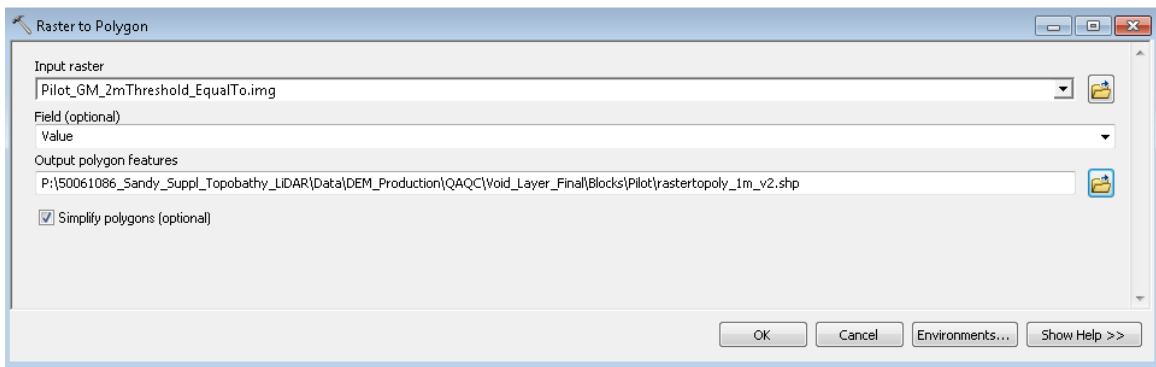 Raster to Polygon
Input raster
Pilot_GM_2mThreshold_EqualTo.img
Field (optional)
Value
Output polygon features
P:\50061086_Sandy_Suppl_Topobathy_LiDAR\Data\DEM_Production\QAQC\Void_Layer_Final\Blocks\Pilot\rastertopoly_1m_v2.shp
Simplify polygons (optional)
OK Cancel Environments... Show Help >>